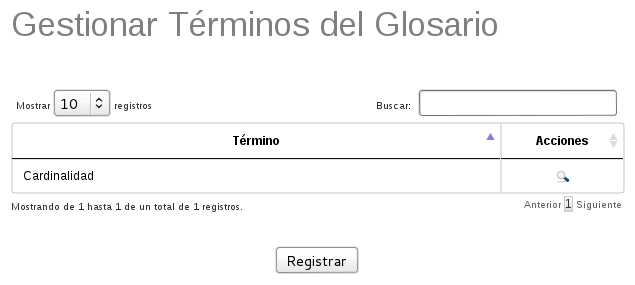 Gestionar Términos del Glosario
Mostrar 10 registros Buscar:
Término Acciones
Cardinalidad
Mostrando de 1 hasta 1 de un total de 1 registros. Anterior 1 Siguiente
Registrar